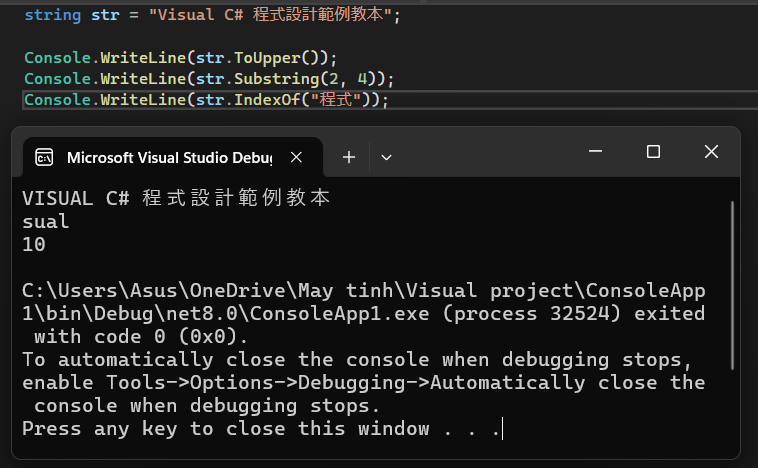 string str = "Visual C# 程式設計範例教本";
Console.WriteLine(str.ToUpper());
Console.WriteLine(str.Substring(2, 4));
Console.WriteLine(str.IndexOf("程式"));
Microsoft Visual Studio Debu
VISUAL C# 程式設計範例教本
sual
10
C:\Users\Asus\OneDrive\May tinh\Visual project\ConsoleApp
1\bin\Debug\net8.0\ConsoleApp1.exe (process 32524) exited
with code 0 (0x0).
To automatically close the console when debugging stops,
enable Tools->Options->Debugging->Automatically close the
console when debugging stops.
Press any key to close this window . . .